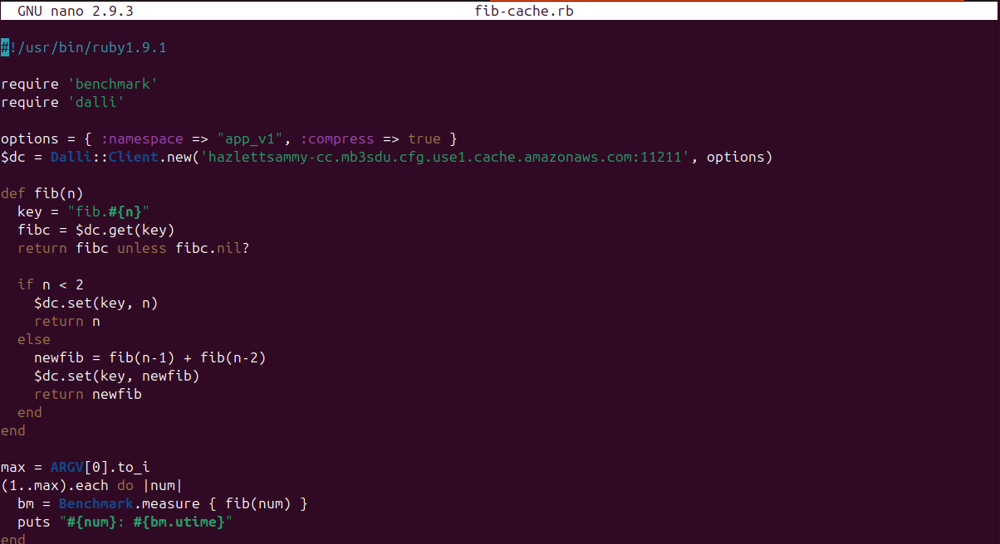 GNU nano 2.9.3 fib-cache.rb
#!/usr/bin/ruby1.9.1
require 'benchmark'
require 'dalli'
options = { :namespace => "app_v1", :compress => true }
$dc = Dalli::Client.new('hazlettsammy-cc.mb3sdu.cfg.use1.cache.amazonaws.com:11211', options)
def fib(n)
  key = "fib.#{n}"
  fibc = $dc.get(key)
  return fibc unless fibc.nil?
  if n < 2
    $dc.set(key, n)
    return n
  else
    newfib = fib(n-1) + fib(n-2)
    $dc.set(key, newfib)
    return newfib
  end
end
max = ARGV[0].to_i
(1..max).each do |num|
  bm = Benchmark.measure { fib(num) }
  puts "#{num}: #{bm.utime}"
end